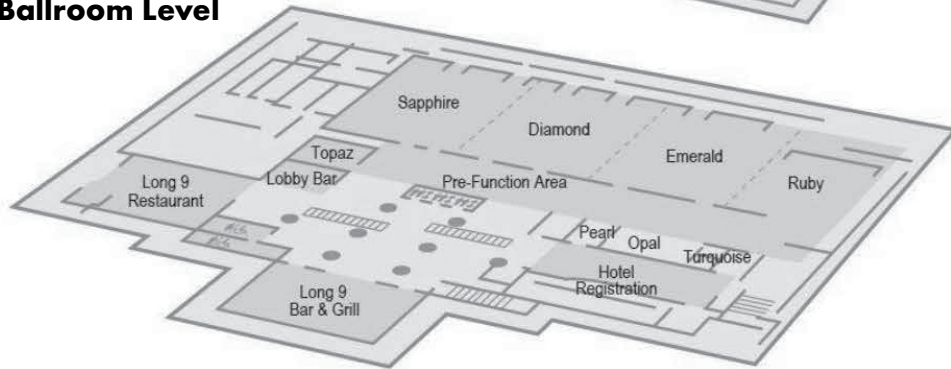 Ballroom Level
Sapphire
Diamond
Emerald
Ruby
Topaz
Lobby Bar
Pre-Function Area
Long 9
Restaurant
Pearl
Opal
Turquoise
Hotel
Registration
Long 9
Bar & Grill